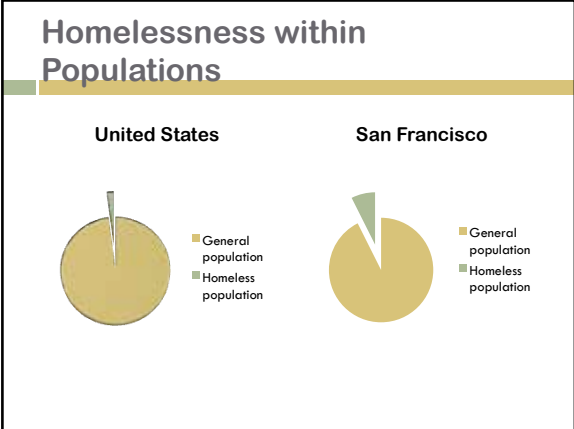 Homelessness within
Populations
United States
San Francisco
General
population
Homeless
population
General
population
Homeless
population